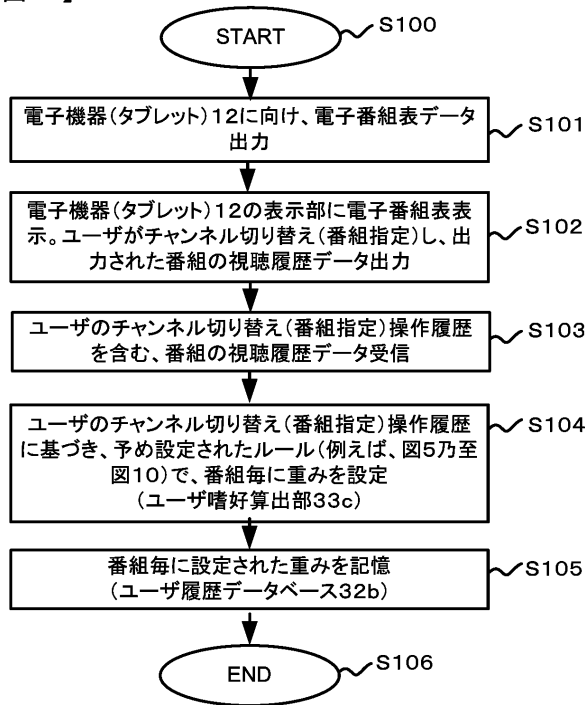 START
S100
電子機器(タブレット)12に向け、電子番組表データ
出力
S101
電子機器(タブレット)12の表示部に電子番組表表
示。ユーザがチャンネル切り替え(番組指定)し、出
力された番組の視聴履歴データ出力
S102
ユーザのチャンネル切り替え(番組指定)操作履歴
を含む、番組の視聴履歴データ受信
S103
ユーザのチャンネル切り替え(番組指定)操作履歴
に基づき、予め設定されたルール(例えば、図5乃至
図10)で、番組毎に重みを設定
(ユーザ嗜好算出部33c)
S104
番組毎に設定された重みを記憶
(ユーザ履歴データベース32b)
S105
END
S106